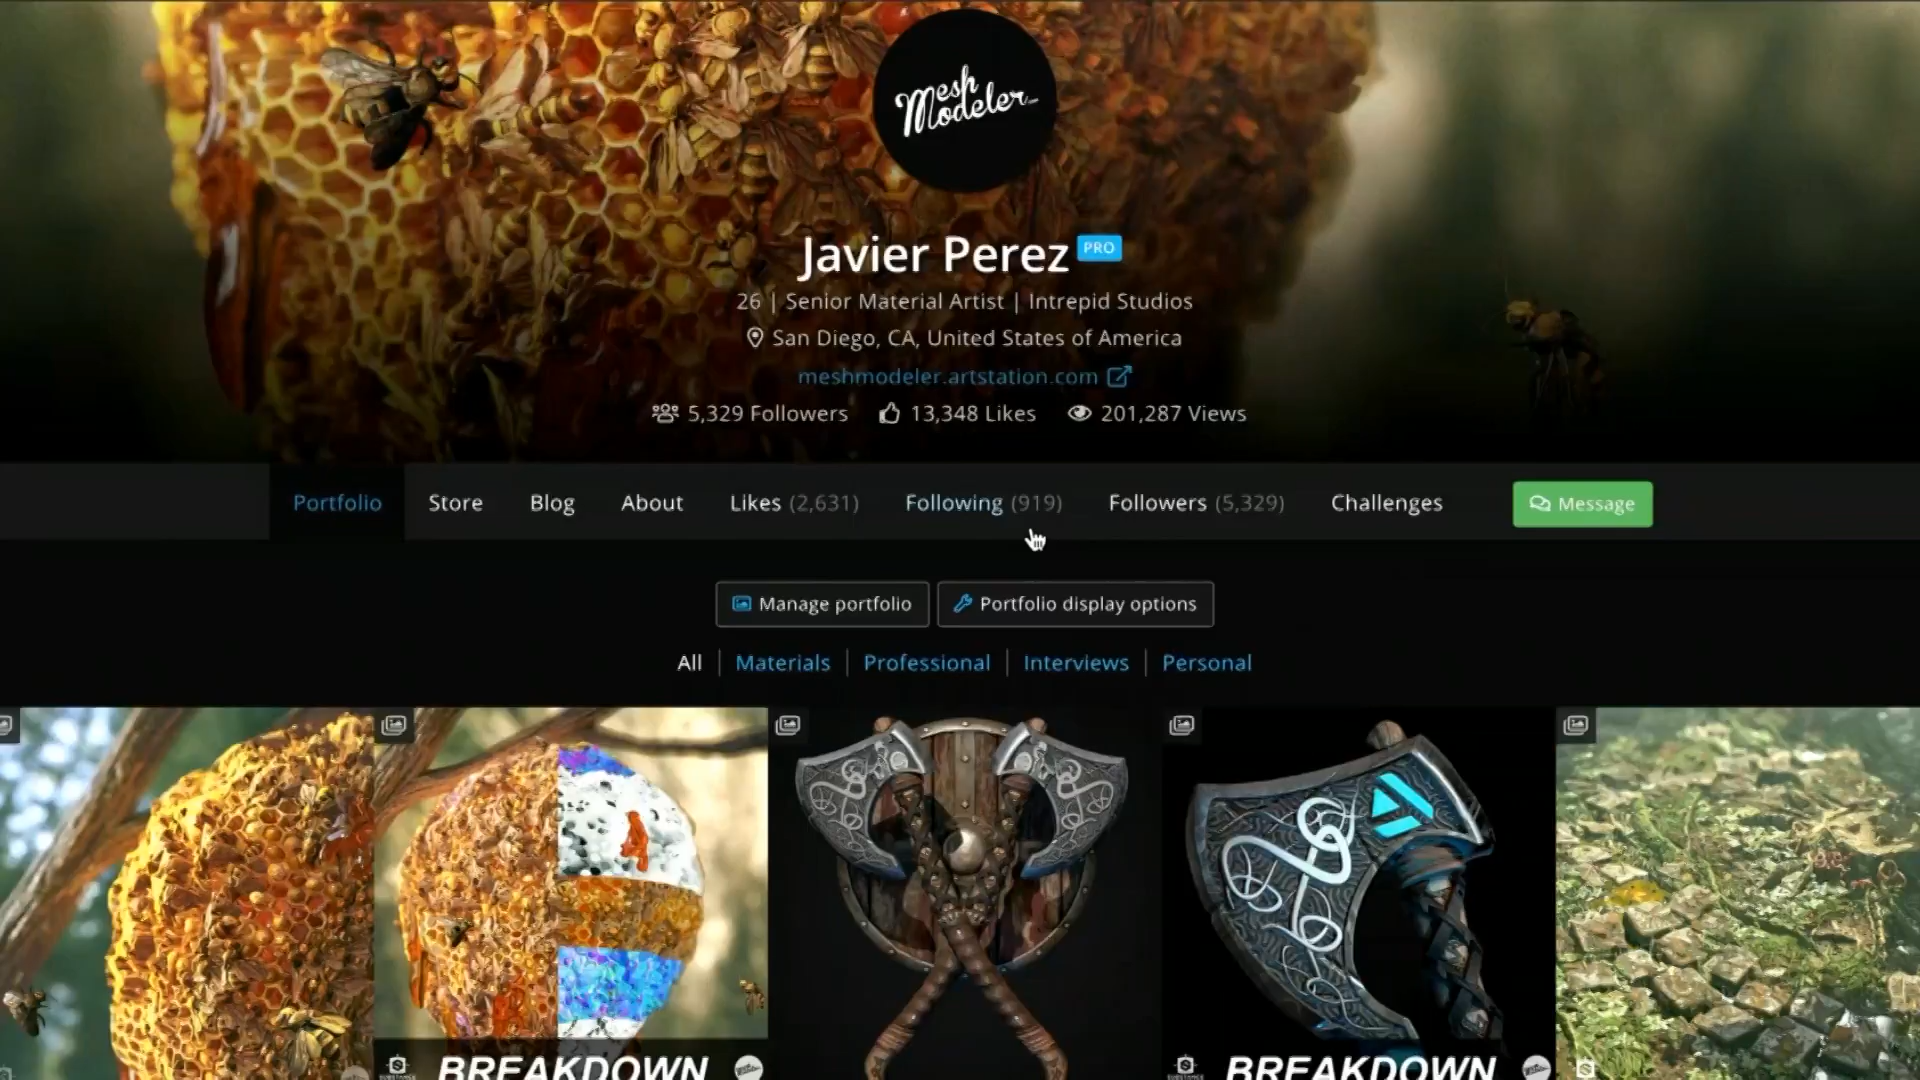 Mesh
Modeler
Javier Perez PRO
26 | Senior Material Artist | Intrepid Studios
San Diego, CA, United States of America
meshmodeler.artstation.com
5,329 Followers 13,348 Likes 201,287 Views
Portfolio Store Blog About Likes (2,631) Following (919) Followers (5,329) Challenges Message
Manage portfolio Portfolio display options
All | Materials | Professional | Interviews | Personal
BREAKDOWN BREAKDOWN